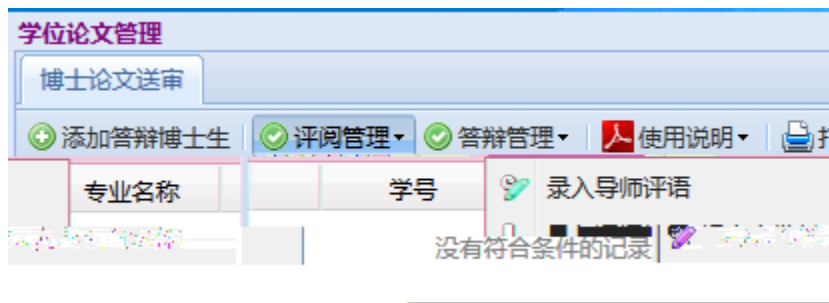 学位论文管理
博士论文送审
添加答辩博士生 评阅管理 答辩管理 使用说明
专业名称 学号 录入导师评语
没有符合条件的记录